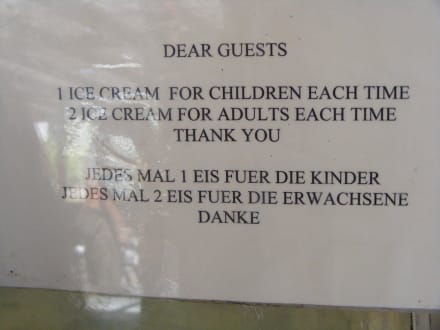 DEAR GUESTS
1 ICE CREAM FOR CHILDREN EACH TIME
2 ICE CREAM FOR ADULTS EACH TIME
THANK YOU
JEDES MAL 1 EIS FUER DIE KINDER
JEDES MAL 2 EIS FUER DIE ERWACHSENE
DANKE